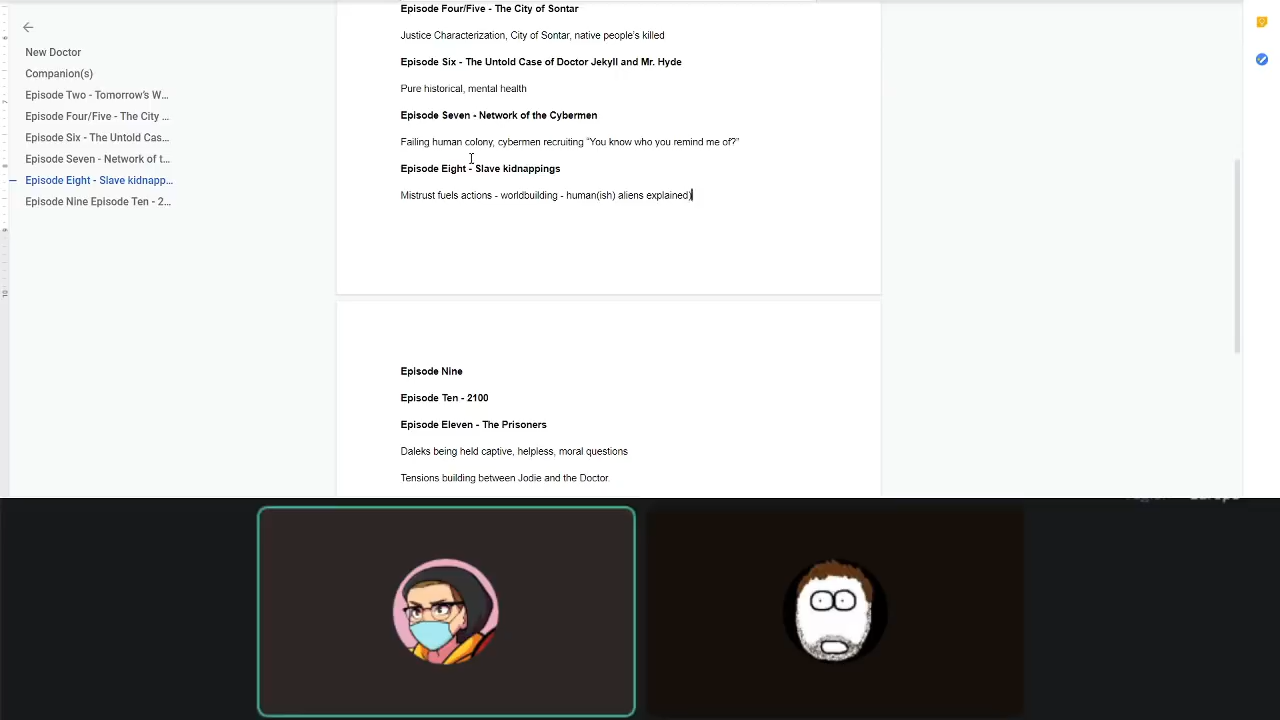 New Doctor
Companion(s)
Episode Two - Tomorrow's W...
Episode Four/Five - The City ...
Episode Six - The Untold Cas...
Episode Seven - Network of t...
Episode Eight - Slave kidnapp...
Episode Nine Episode Ten - 2...
Episode Four/Five - The City of Sontar
Justice Characterization, City of Sontar, native people's killed
Episode Six - The Untold Case of Doctor Jekyll and Mr. Hyde
Pure historical, mental health
Episode Seven - Network of the Cybermen
Failing human colony, cybermen recruiting “You know who you remind me of?”
Episode Eight - Slave kidnappings
Mistrust fuels actions - worldbuilding - human(ish) aliens explained)
Episode Nine
Episode Ten - 2100
Episode Eleven - The Prisoners
Daleks being held captive, helpless, moral questions
Tensions building between Jodie and the Doctor.